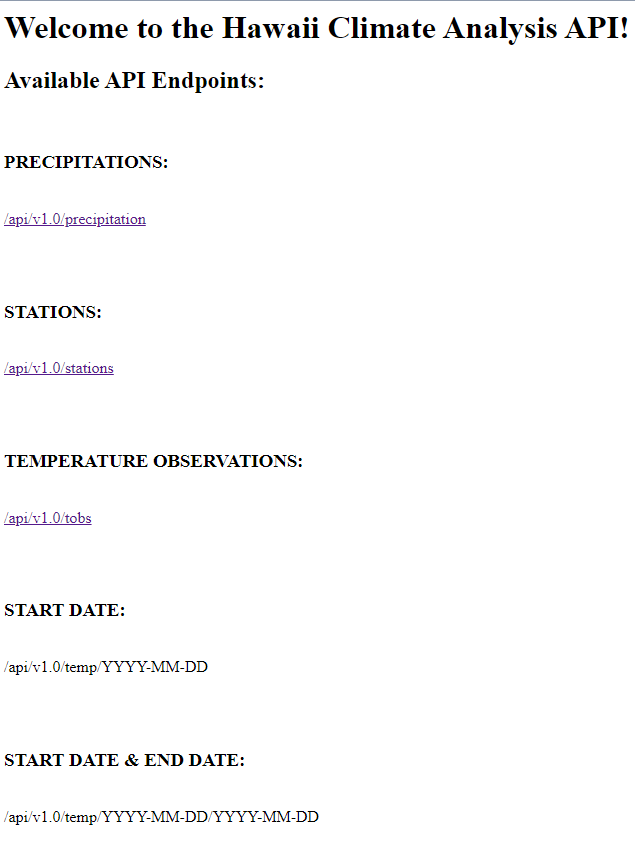 Welcome to the Hawaii Climate Analysis API!
Available API Endpoints:
PRECIPITATIONS:
/api/v1.0/precipitation
STATIONS:
/api/v1.0/stations
TEMPERATURE OBSERVATIONS:
/api/v1.0/tobs
START DATE:
/api/v1.0/temp/YYYY-MM-DD
START DATE & END DATE:
/api/v1.0/temp/YYYY-MM-DD/YYYY-MM-DD